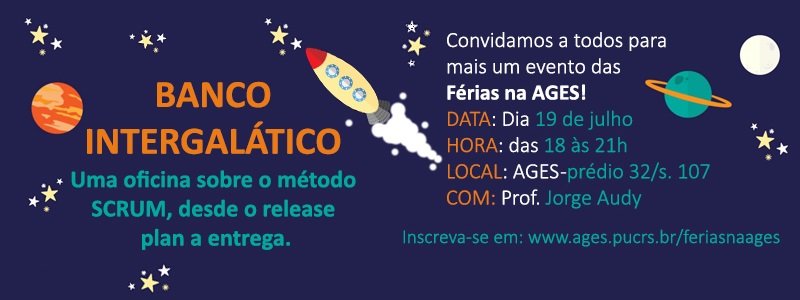 BANCO
INTERGALÁTICO
Uma oficina sobre o método
SCRUM, desde o release
plan a entrega.
Convidamos a todos para
mais um evento das
Férias na AGES!
DATA: Dia 19 de julho
HORA: das 18 às 21h
LOCAL: AGES-prédio 32/s. 107
COM: Prof. Jorge Audy
Inscreva-se em: www.ages.pucrs.br/feriasnaages